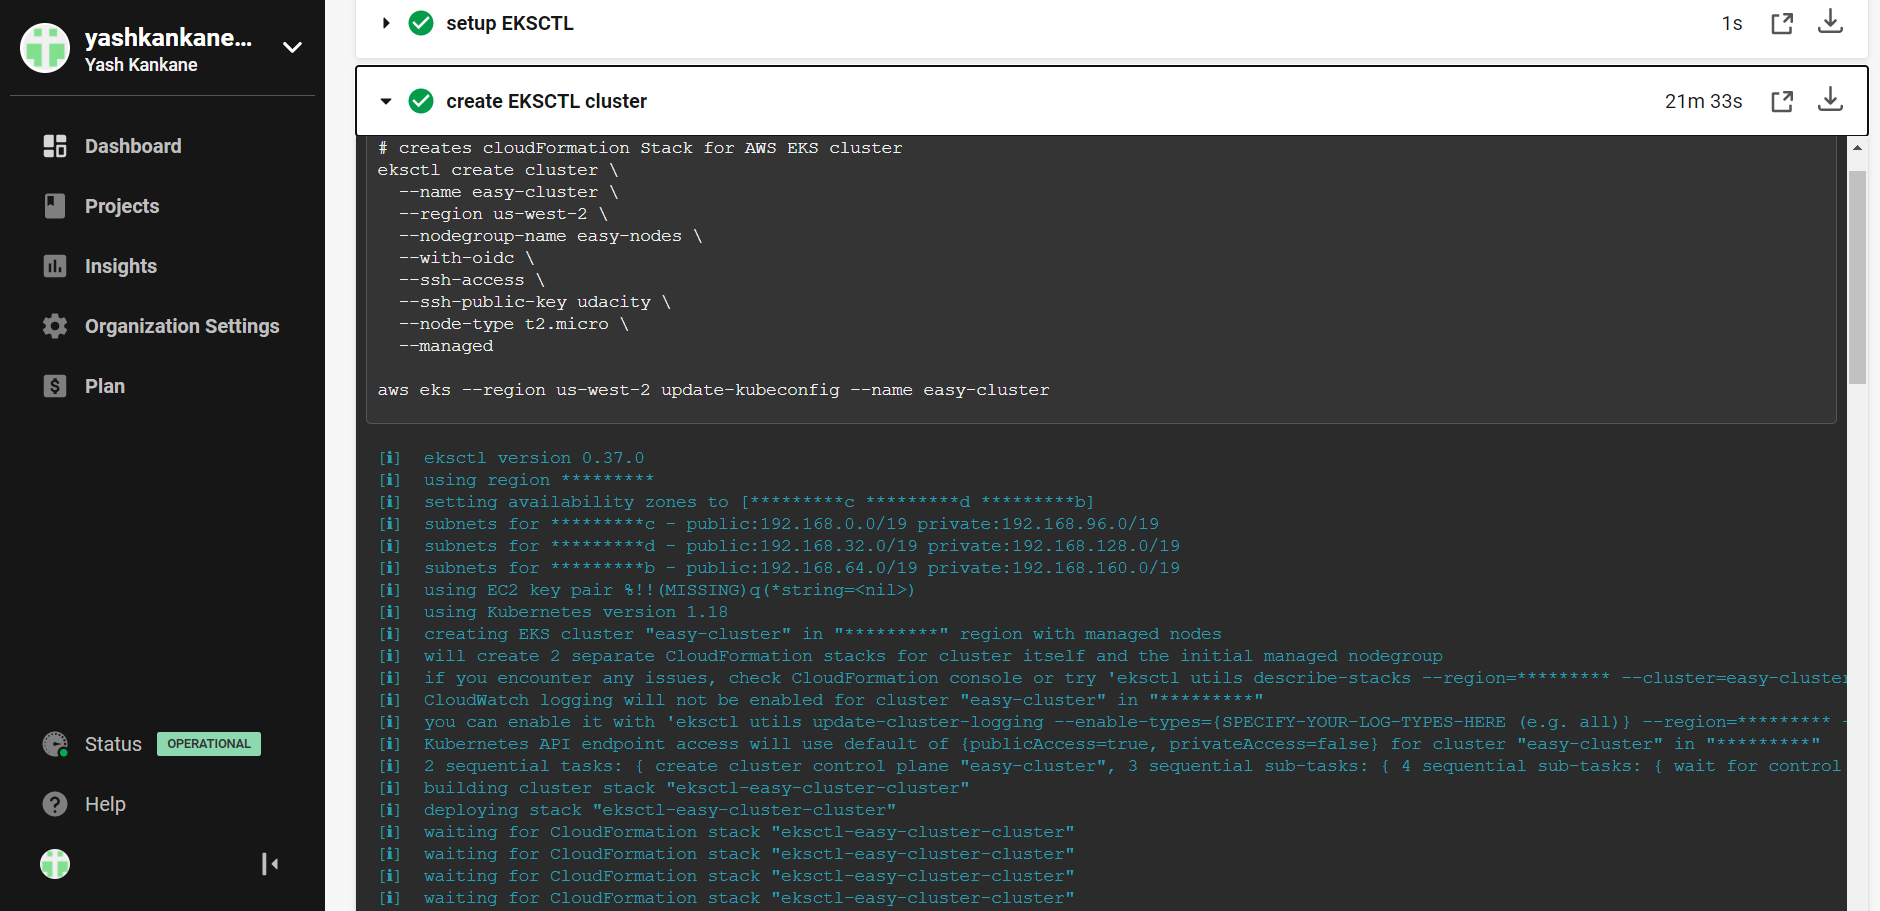 yashkankane...
Yash Kankane
Dashboard
Projects
Insights
Organization Settings
Plan
Status OPERATIONAL
Help
setup EKSCTL 1s
create EKSCTL cluster 21m 33s
# creates cloudFormation Stack for AWS EKS cluster
eksctl create cluster \
--name easy-cluster \
--region us-west-2 \
--nodegroup-name easy-nodes \
--with-oidc \
--ssh-access \
--ssh-public-key udacity \
--node-type t2.micro \
--managed
aws eks --region us-west-2 update-kubeconfig --name easy-cluster
[ℹ] eksctl version 0.37.0
[ℹ] using region *********
[ℹ] setting availability zones to [*********c *********d *********b]
[ℹ] subnets for *********c - public:192.168.0.0/19 private:192.168.96.0/19
[ℹ] subnets for *********d - public:192.168.32.0/19 private:192.168.128.0/19
[ℹ] subnets for *********b - public:192.168.64.0/19 private:192.168.160.0/19
[ℹ] using EC2 key pair %!!(MISSING)q(*string=<nil>)
[ℹ] using Kubernetes version 1.18
[ℹ] creating EKS cluster "easy-cluster" in "*********" region with managed nodes
[ℹ] will create 2 separate CloudFormation stacks for cluster itself and the initial managed nodegroup
[ℹ] if you encounter any issues, check CloudFormation console or try 'eksctl utils describe-stacks --region=********* --cluster=easy-cluster
[ℹ] CloudWatch logging will not be enabled for cluster "easy-cluster" in "*********"
[ℹ] you can enable it with 'eksctl utils update-cluster-logging --enable-types={SPECIFY-YOUR-LOG-TYPES-HERE (e.g. all)} --region=********* -
[ℹ] Kubernetes API endpoint access will use default of {publicAccess=true, privateAccess=false} for cluster "easy-cluster" in "*********"
[ℹ] 2 sequential tasks: { create cluster control plane "easy-cluster", 3 sequential sub-tasks: { 4 sequential sub-tasks: { wait for control
[ℹ] building cluster stack "eksctl-easy-cluster-cluster"
[ℹ] deploying stack "eksctl-easy-cluster-cluster"
[ℹ] waiting for CloudFormation stack "eksctl-easy-cluster-cluster"
[ℹ] waiting for CloudFormation stack "eksctl-easy-cluster-cluster"
[ℹ] waiting for CloudFormation stack "eksctl-easy-cluster-cluster"
[ℹ] waiting for CloudFormation stack "eksctl-easy-cluster-cluster"